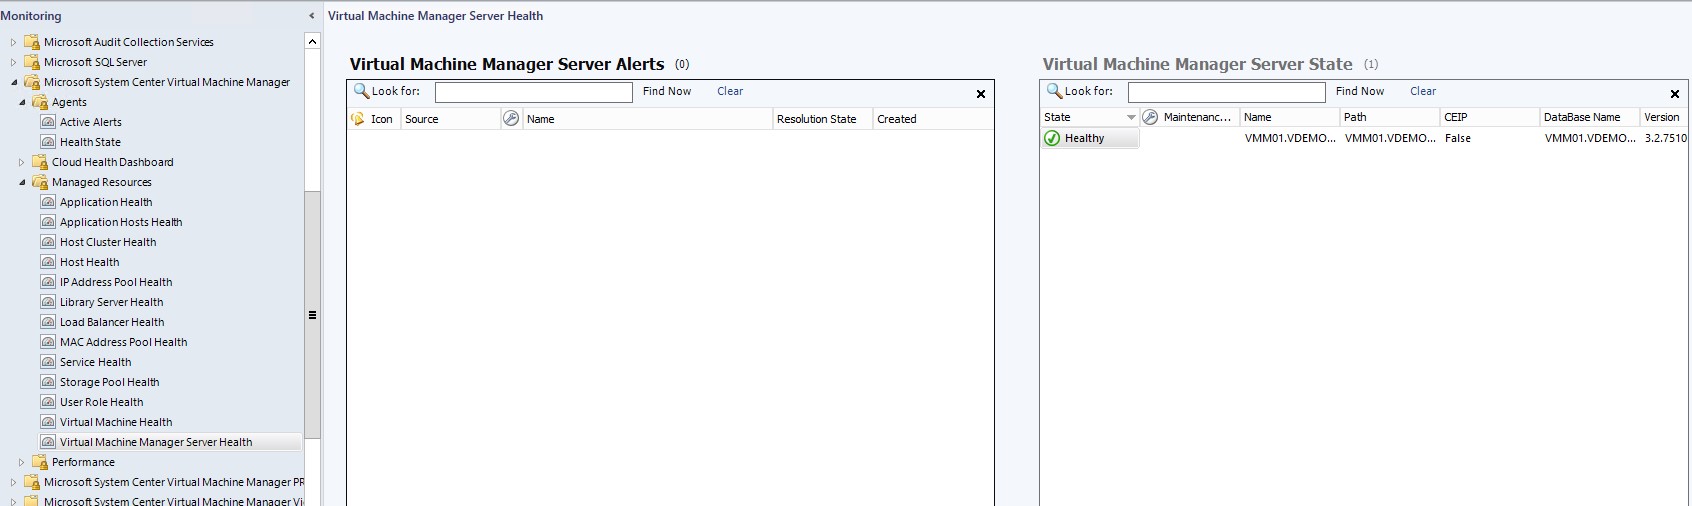 Monitoring
Microsoft Audit Collection Services
Microsoft SQL Server
Microsoft System Center Virtual Machine Manager
Agents
Active Alerts
Health State
Cloud Health Dashboard
Managed Resources
Application Health
Application Hosts Health
Host Cluster Health
Host Health
IP Address Pool Health
Library Server Health
Load Balancer Health
MAC Address Pool Health
Service Health
Storage Pool Health
User Role Health
Virtual Machine Health
Virtual Machine Manager Server Health
Performance
Microsoft System Center Virtual Machine Manager PR
Microsoft System Center Virtual Machine Manager Vi
Virtual Machine Manager Server Health
Virtual Machine Manager Server Alerts (0)
Look for: Find Now Clear
Icon Source Name Resolution State Created
Virtual Machine Manager Server State (1)
Look for: Find Now Clear
State Maintenanc... Name Path CEIP DataBase Name Version
Healthy VMM01.VDEMO... VMM01.VDEMO... False VMM01.VDEMO... 3.2.7510